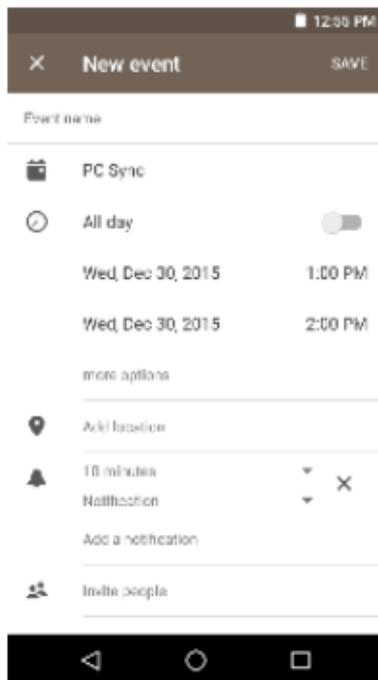 12:55 PM
New event SAVE
Event name
PC Sync
All day
Wed, Dec 30, 2015 1:00 PM
Wed, Dec 30, 2015 2:00 PM
more options
Add location
10 minutes
Notification
Add a notification
Invite people